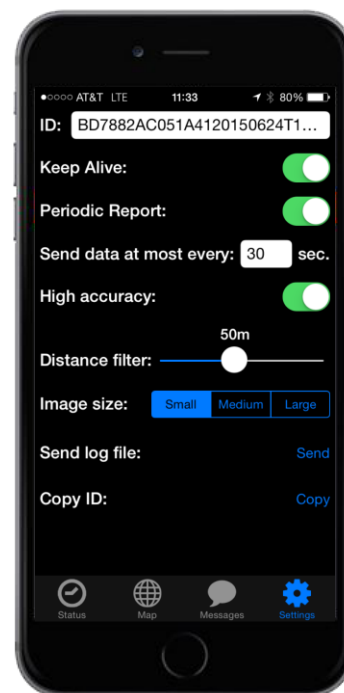 AT&T LTE 11:33 80%
ID: BD7882AC051A4120150624T1...
Keep Alive:
Periodic Report:
Send data at most every: 30 sec.
High accuracy:
50m
Distance filter:
Image size: Small Medium Large
Send log file: Send
Copy ID: Copy
Status Map Messages Settings